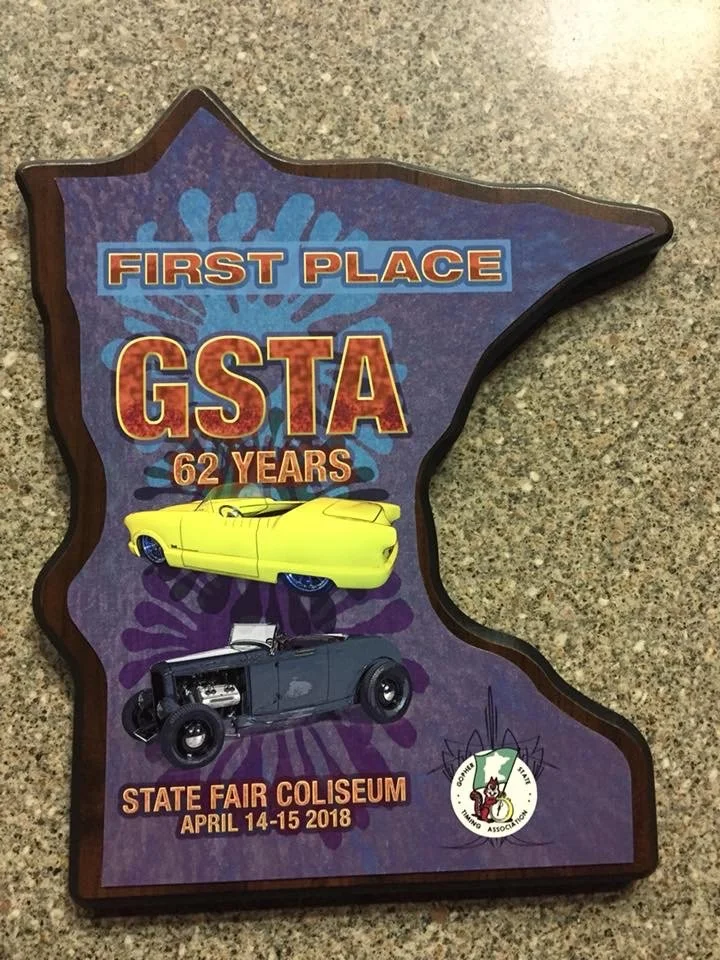 FIRST PLACE
GSTA
62 YEARS
STATE FAIR COLISEUM
APRIL 14-15 2018
GOPHER STATE
TIMING ASSOCIATION